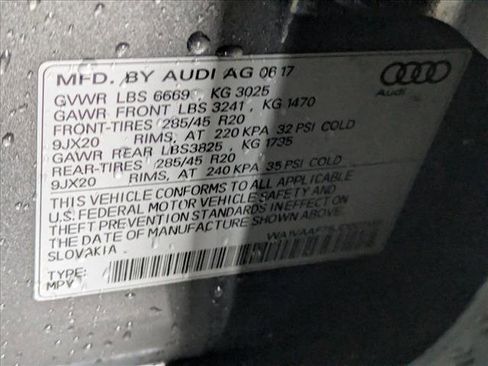 MFD. BY AUDI AG 06 17
Audi
GVWR LBS 6669 KG 3025
GAWR FRONT LBS 3241, KG 1470
FRONT-TIRES 285/45 R20
9JX20 RIMS, AT 220 KPA 32 PSI COLD
GAWR REAR LBS3825, KG 1735
REAR-TIRES 285/45 R20
9JX20 RIMS, AT 240 KPA 35 PSI COLD
THIS VEHICLE CONFORMS TO ALL APPLICABLE
U.S. FEDERAL MOTOR VEHICLE SAFETY AND
THEFT PREVENTION STANDARDS IN EFFECT ON
THE DATE OF MANUFACTURE SHOWN ABOVE.
SLOVAKIA
TYPE:
MPV